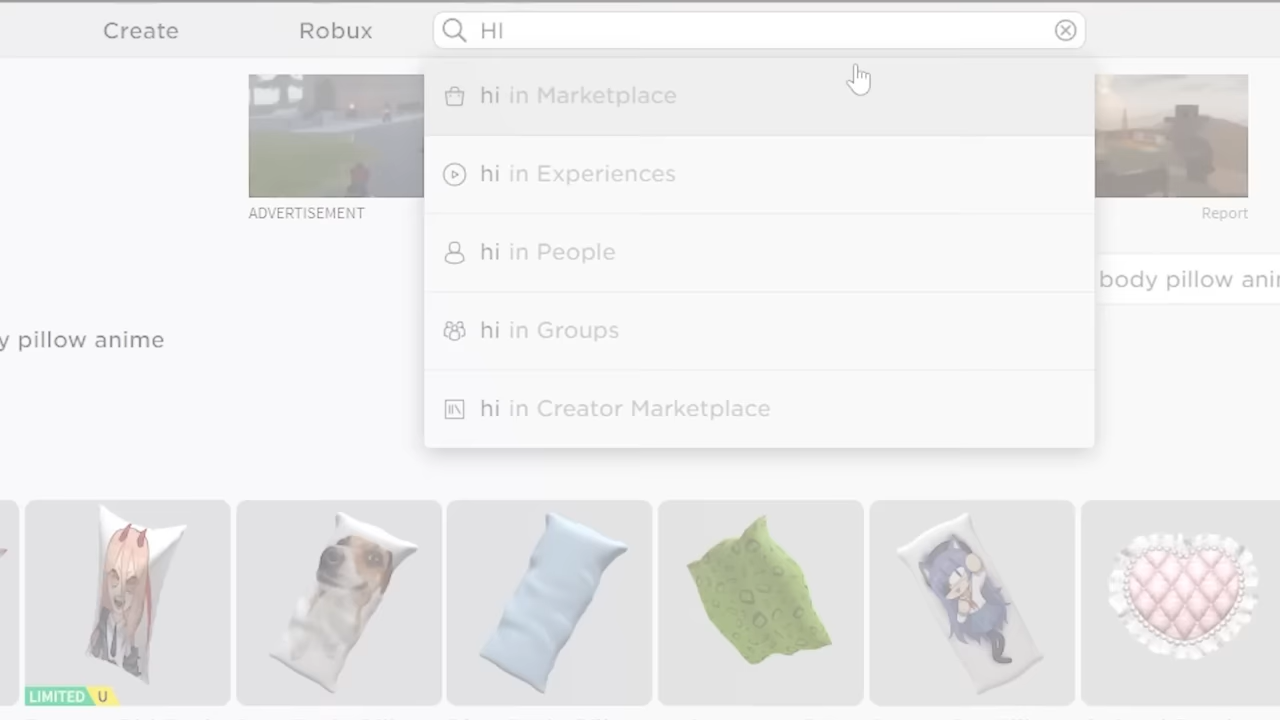 Create
Robux
HI
hi in Marketplace
hi in Experiences
hi in People
hi in Groups
hi in Creator Marketplace
ADVERTISEMENT
Report
body pillow anim
y pillow anime
LIMITED U